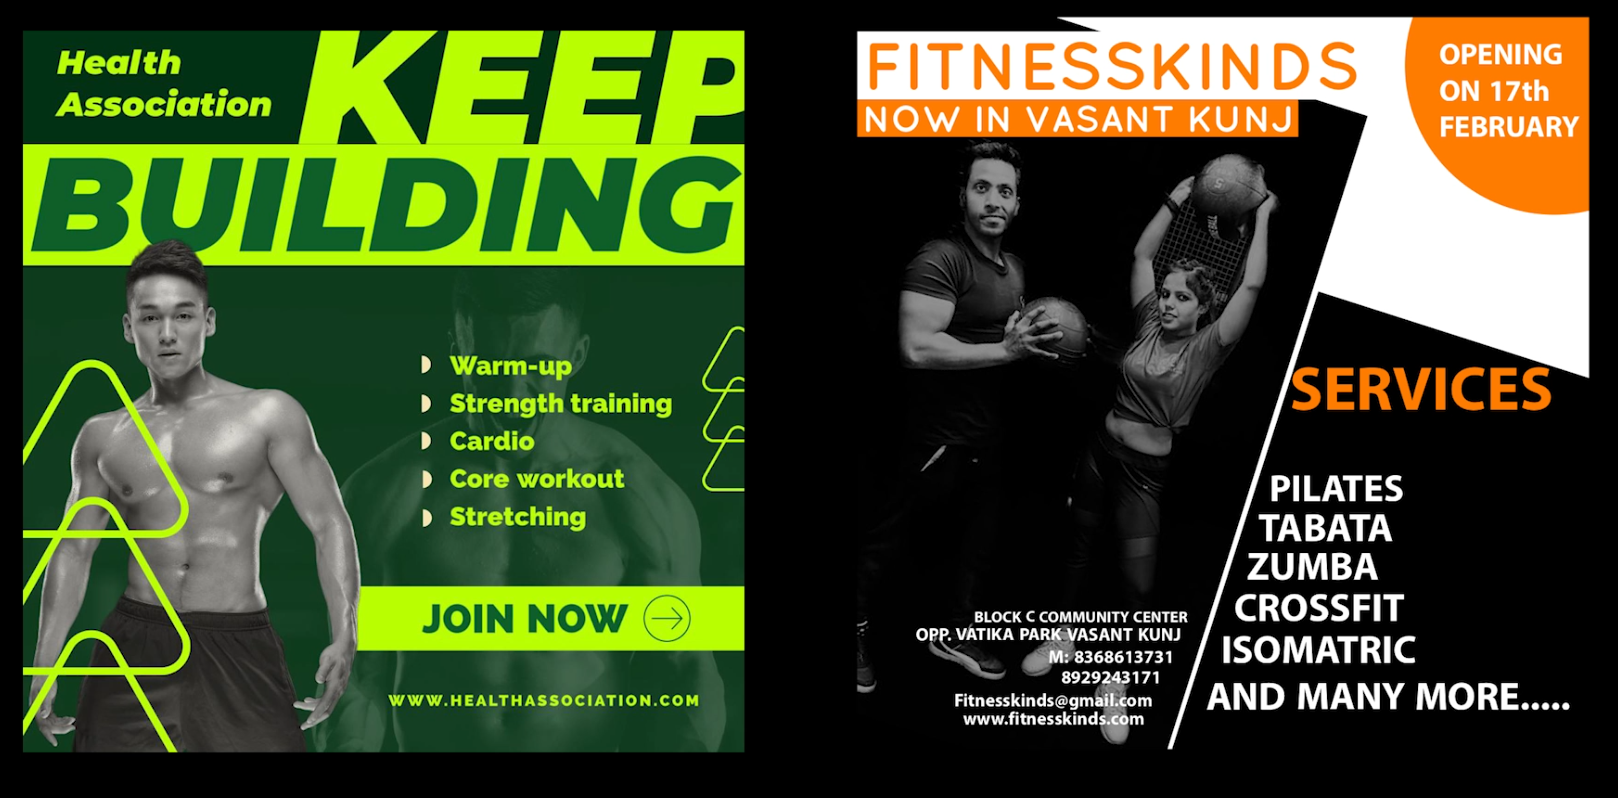 Health
Association
KEEP
BUILDING
Warm-up
Strength training
Cardio
Core workout
Stretching
JOIN NOW
WWW.HEALTHASSOCIATION.COM
FITNESSKINDS
NOW IN VASANT KUNJ
OPENING
ON 17th
FEBRUARY
SERVICES
PILATES
TABATA
ZUMBA
CROSSFIT
ISOMATRIC
AND MANY MORE.....
BLOCK C COMMUNITY CENTER
OPP. VATIKA PARK VASANT KUNJ
M: 8368613731
8929243171
Fitnesskinds@gmail.com
www.fitnesskinds.com